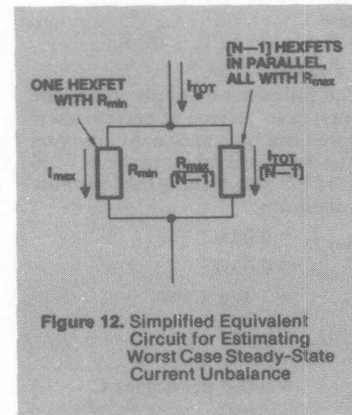 [N—1] HEXFETS
IN PARALLEL,
ALL WITH Rmax
ITOT
ONE HEXFET
WITH Rmin
Imax
Rmin
Rmax
[N—1]
ITOT
[N—1]
Figure 12. Simplified Equivalent
Circuit for Estimating
Worst Case Steady-State
Current Unbalance